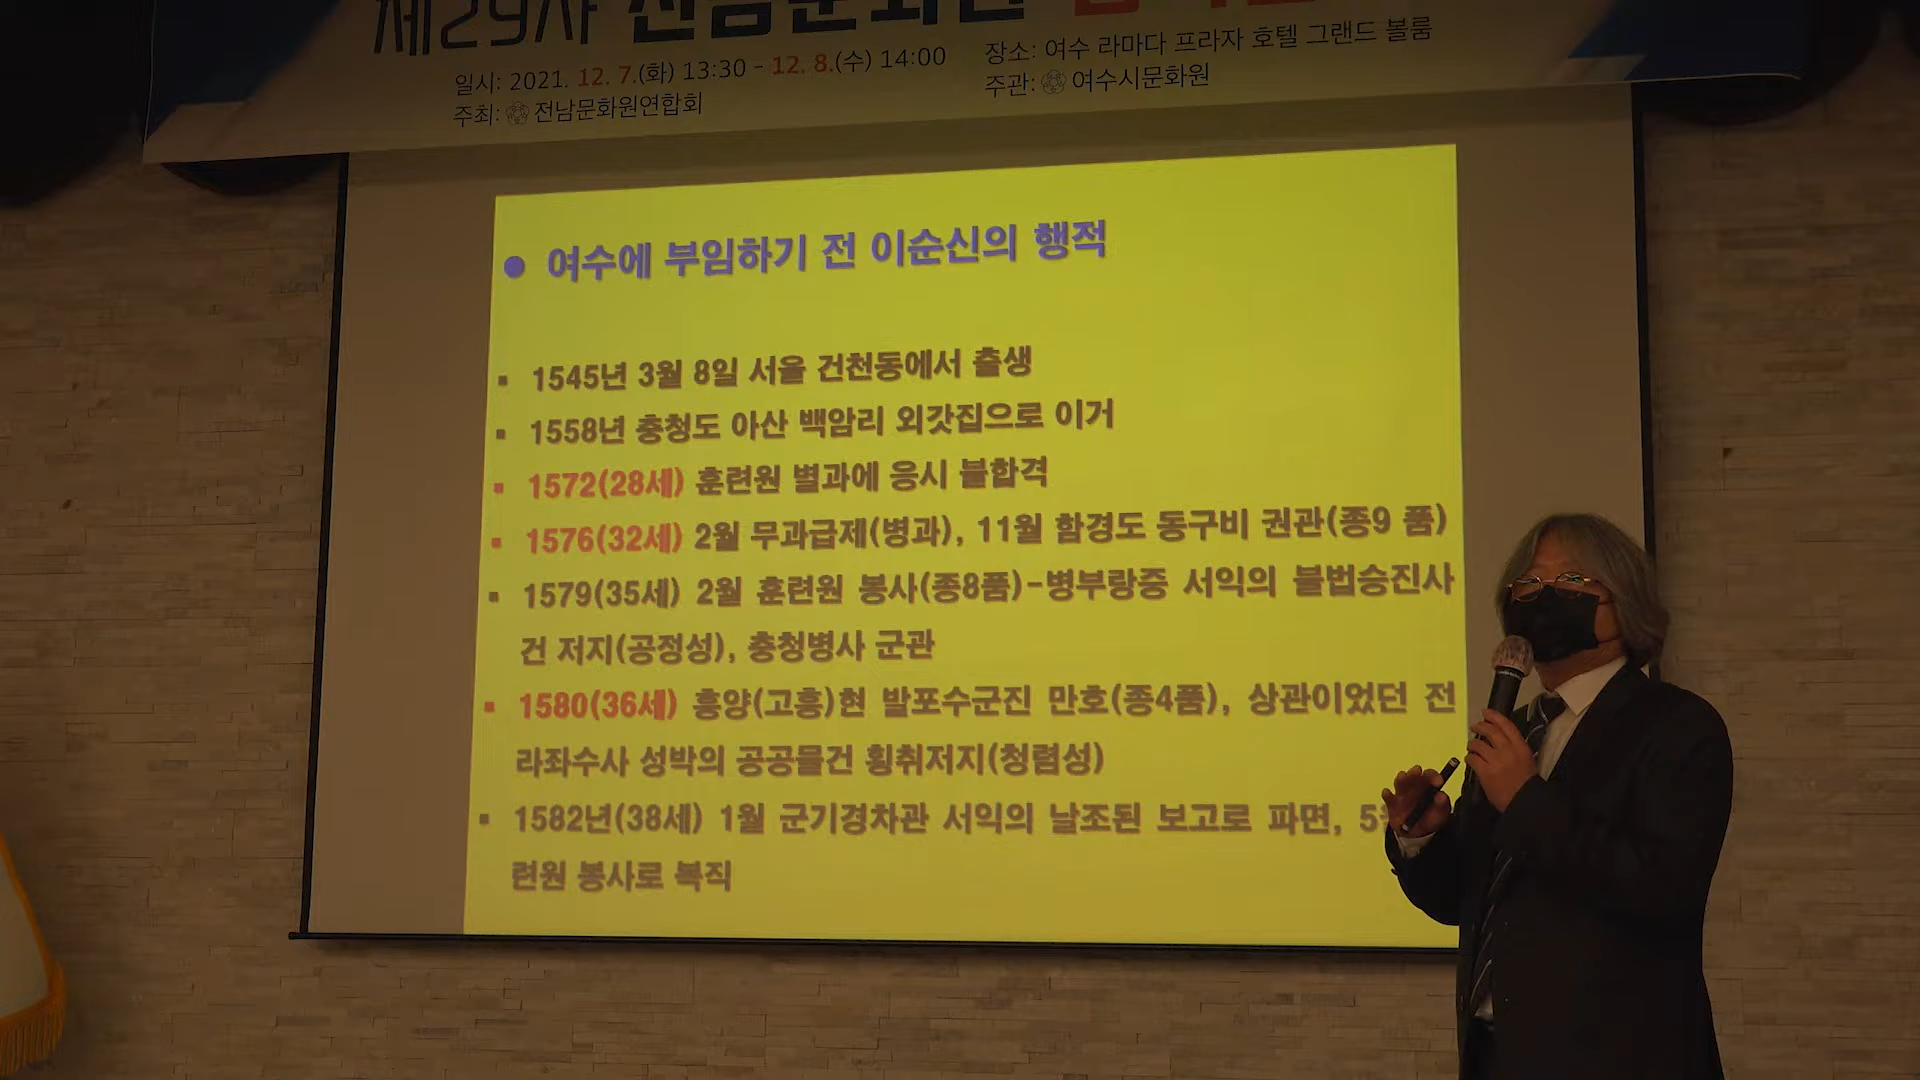 제29차 전남문화원
일시: 2021. 12. 7.(화) 13:30 - 12. 8.(수) 14:00
장소: 여수 라마다 프라자 호텔 그랜드 볼룸
주최: 전남문화원연합회
주관: 여수시문화원
● 여수에 부임하기 전 이순신의 행적
▪ 1545년 3월 8일 서울 건천동에서 출생
▪ 1558년 충청도 아산 백암리 외갓집으로 이거
▪ 1572(28세) 훈련원 별과에 응시 불합격
▪ 1576(32세) 2월 무과급제(병과), 11월 함경도 동구비 권관(종9 품)
▪ 1579(35세) 2월 훈련원 봉사(종8품)-병부랑중 서익의 불법승진사
건 저지(공정성), 충청병사 군관
▪ 1580(36세) 흥양(고흥)현 발포수군진 만호(종4품), 상관이었던 전
라좌수사 성박의 공공물건 횡취저지(청렴성)
▪ 1582년(38세) 1월 군기경차관 서익의 날조된 보고로 파면, 5
련원 봉사로 복직